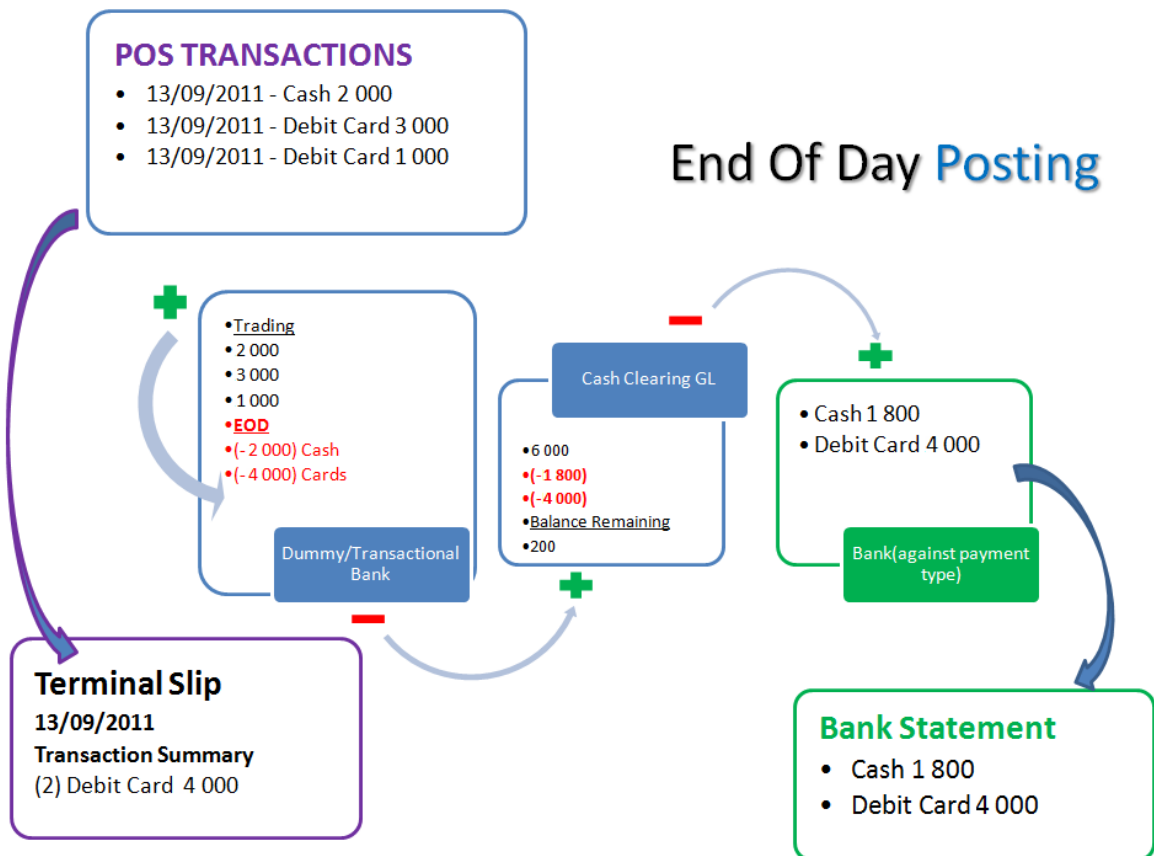 POS TRANSACTIONS
• 13/09/2011 - Cash 2 000
• 13/09/2011 - Debit Card 3 000
• 13/09/2011 - Debit Card 1 000
End Of Day Posting
•Trading
•2 000
•3 000
•1 000
•EOD
•(-2 000) Cash
•(-4 000) Cards
Dummy/Transactional
Bank
Cash Clearing GL
•6 000
•(-1 800)
•(-4 000)
•Balance Remaining
•200
• Cash 1 800
• Debit Card 4 000
Bank(against payment
type)
Terminal Slip
13/09/2011
Transaction Summary
(2) Debit Card 4 000
Bank Statement
• Cash 1 800
• Debit Card 4 000